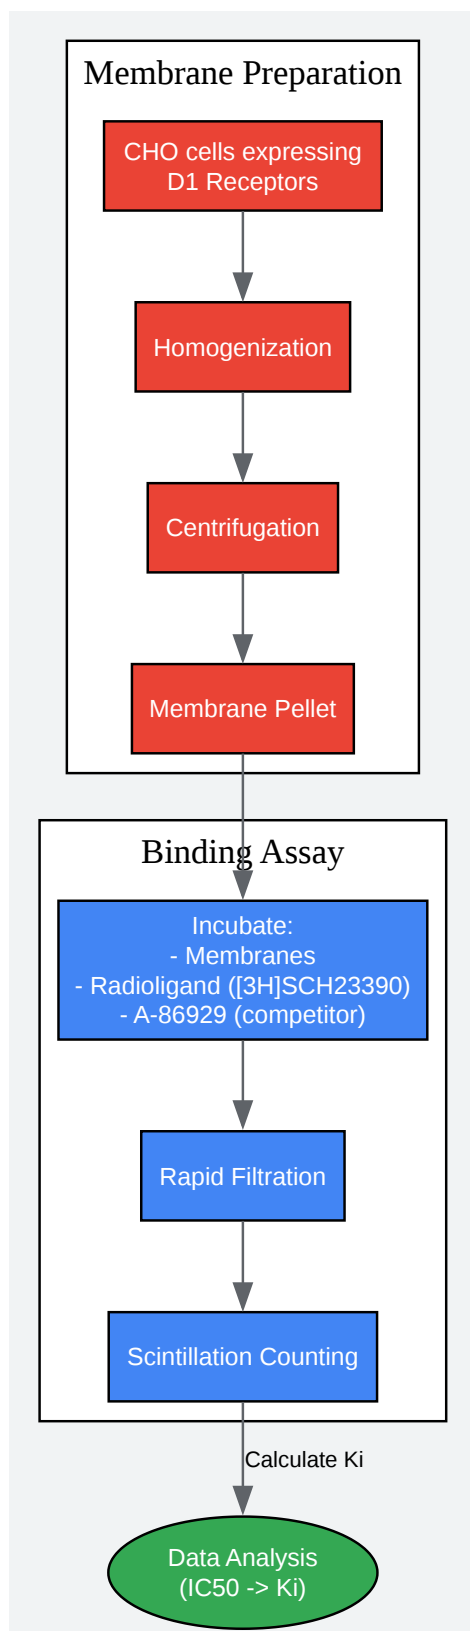 Membrane Preparation
CHO cells expressing
D1 Receptors
Homogenization
Centrifugation
Membrane Pellet
Binding Assay
Incubate:
- Membranes
- Radioligand ([3H]SCH23390)
- A-86929 (competitor)
Rapid Filtration
Scintillation Counting
Calculate Ki
Data Analysis
(IC50 -> Ki)